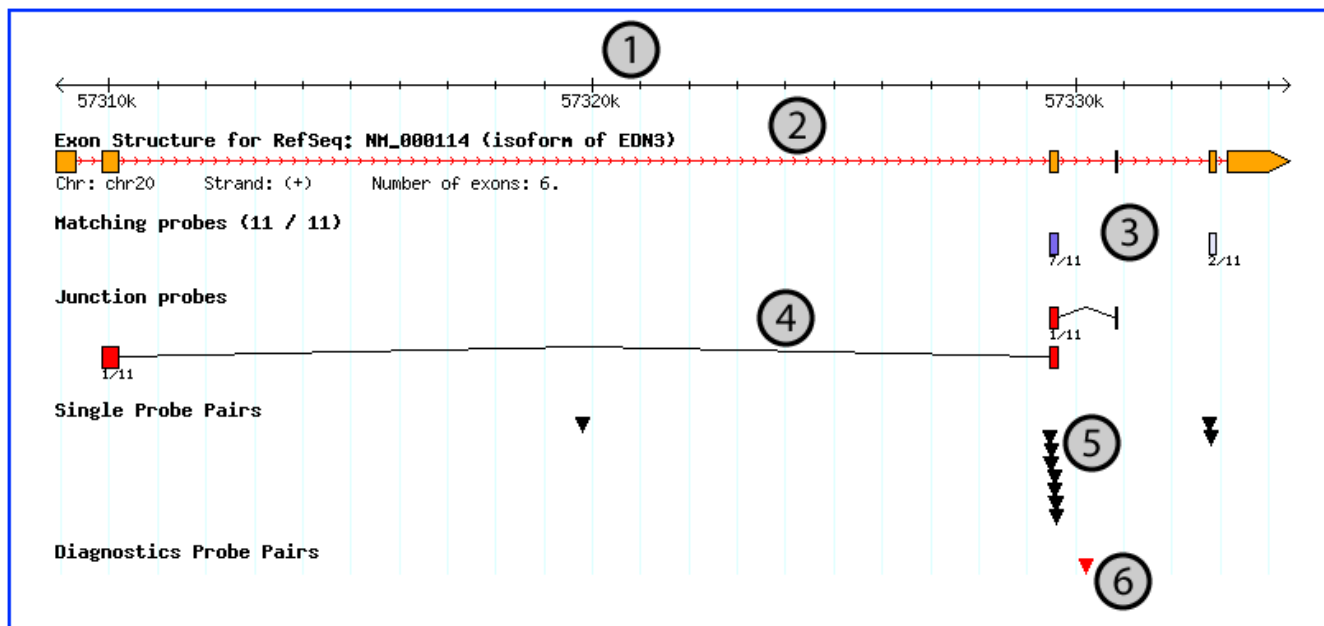 1
57310k 57320k 57330k
2
Exon Structure for RefSeq: NM_000114 (isoform of EDN3)
Chr: chr20 Strand: (+) Number of exons: 6.
Matching probes (11 / 11)
3
7/11 2/11
Junction probes
4
1/11
1/11
Single Probe Pairs
5
Diagnostics Probe Pairs
6